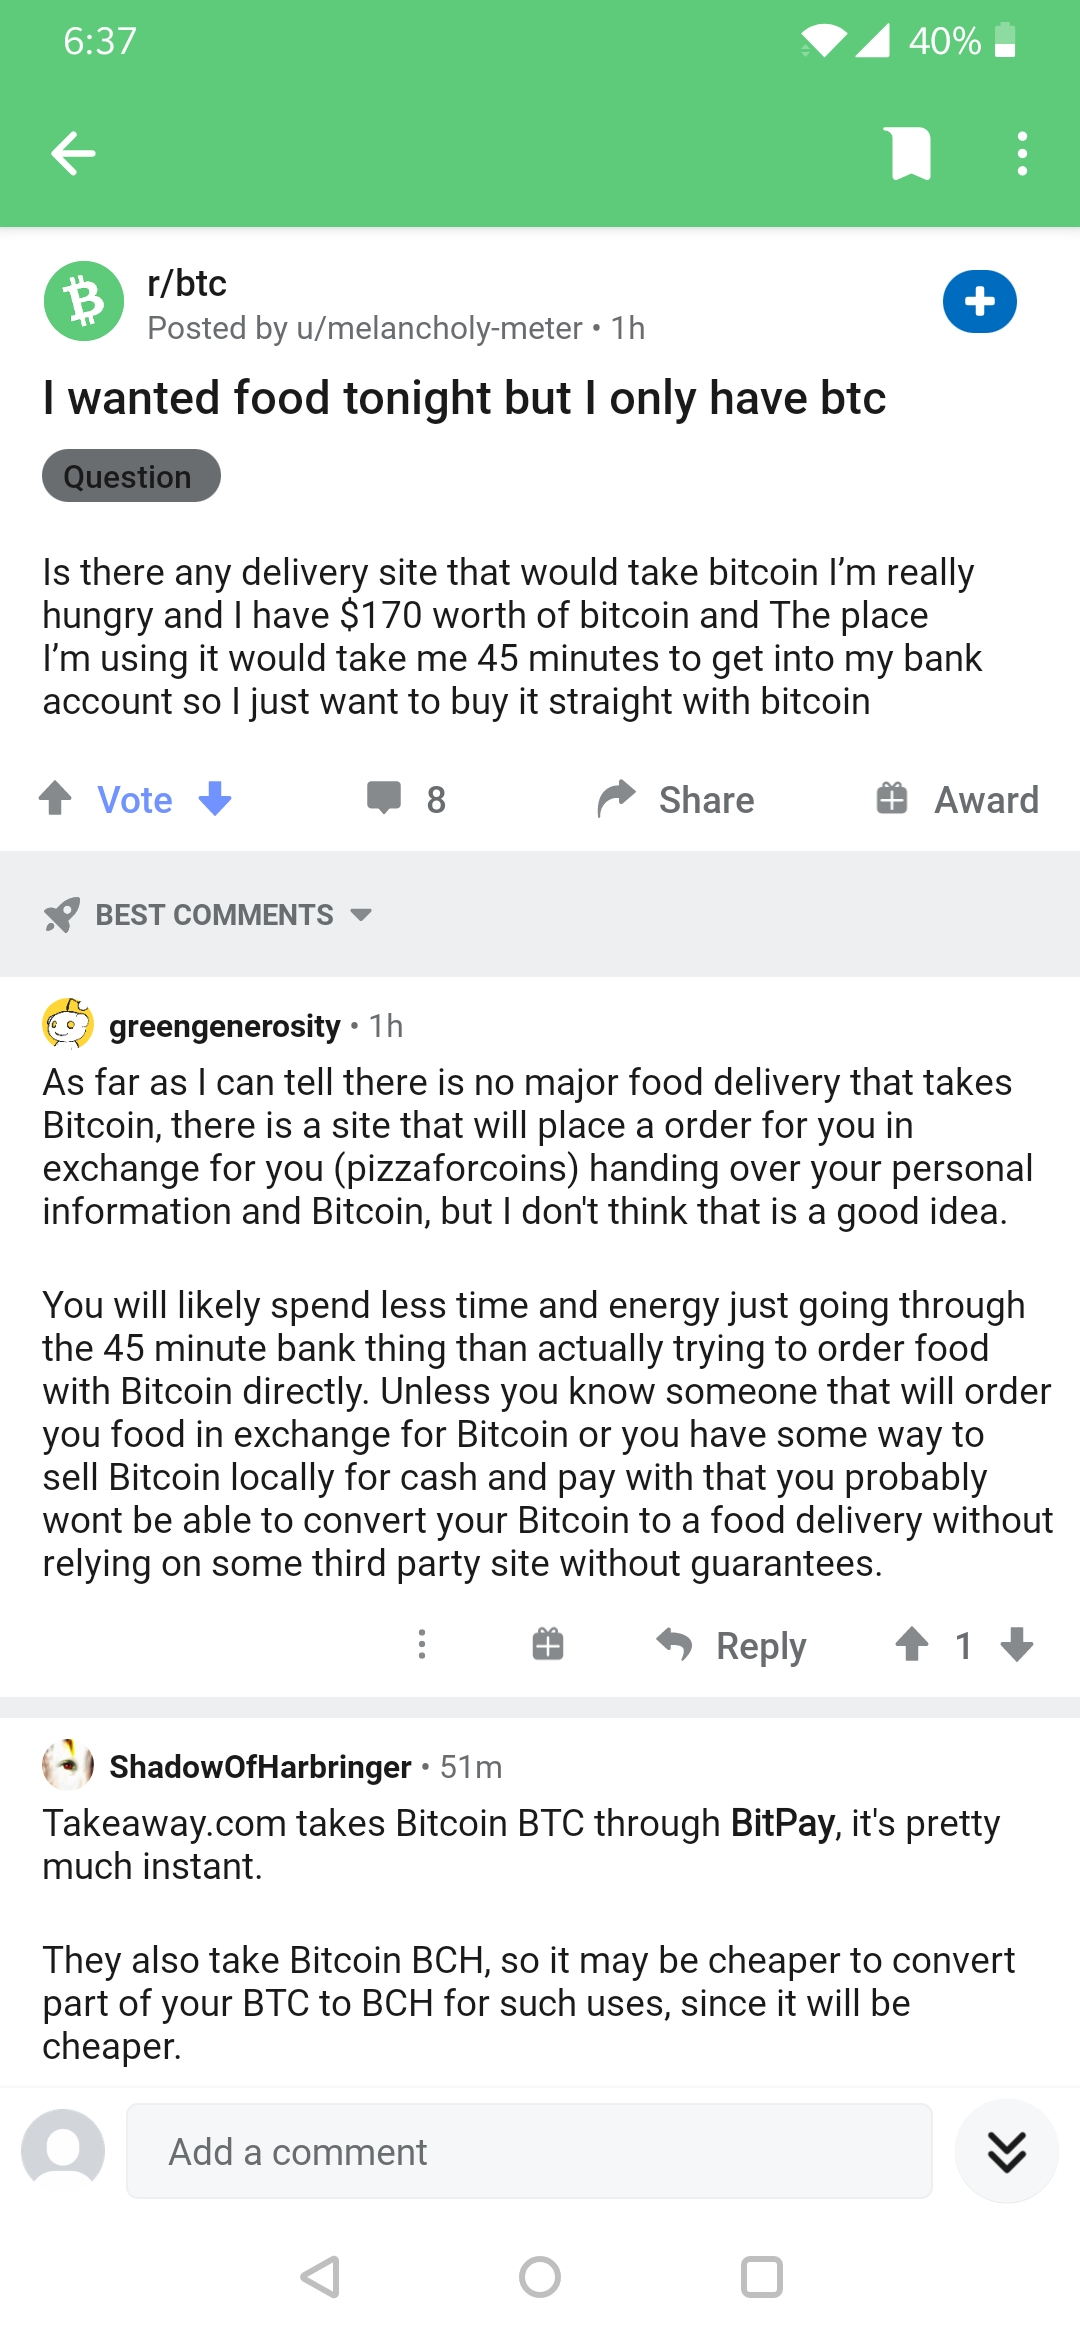 6:37
40%
r/btc
Posted by u/melancholy-meter • 1h
I wanted food tonight but I only have btc
Question
Is there any delivery site that would take bitcoin I’m really
hungry and I have $170 worth of bitcoin and The place
I’m using it would take me 45 minutes to get into my bank
account so I just want to buy it straight with bitcoin
Vote 8 Share Award
BEST COMMENTS
greengenerosity • 1h
As far as I can tell there is no major food delivery that takes
Bitcoin, there is a site that will place a order for you in
exchange for you (pizzaforcoins) handing over your personal
information and Bitcoin, but I don't think that is a good idea.
You will likely spend less time and energy just going through
the 45 minute bank thing than actually trying to order food
with Bitcoin directly. Unless you know someone that will order
you food in exchange for Bitcoin or you have some way to
sell Bitcoin locally for cash and pay with that you probably
wont be able to convert your Bitcoin to a food delivery without
relying on some third party site without guarantees.
Reply 1
ShadowOfHarbringer • 51m
Takeaway.com takes Bitcoin BTC through BitPay, it's pretty
much instant.
They also take Bitcoin BCH, so it may be cheaper to convert
part of your BTC to BCH for such uses, since it will be
cheaper.
Add a comment